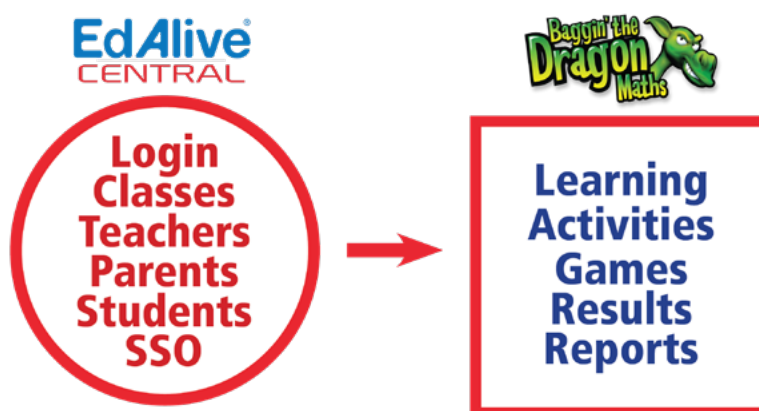 EdAlive®
CENTRAL
Login
Classes
Teachers
Parents
Students
SSO
Baggin' the
Dragon
Maths
Learning
Activities
Games
Results
Reports